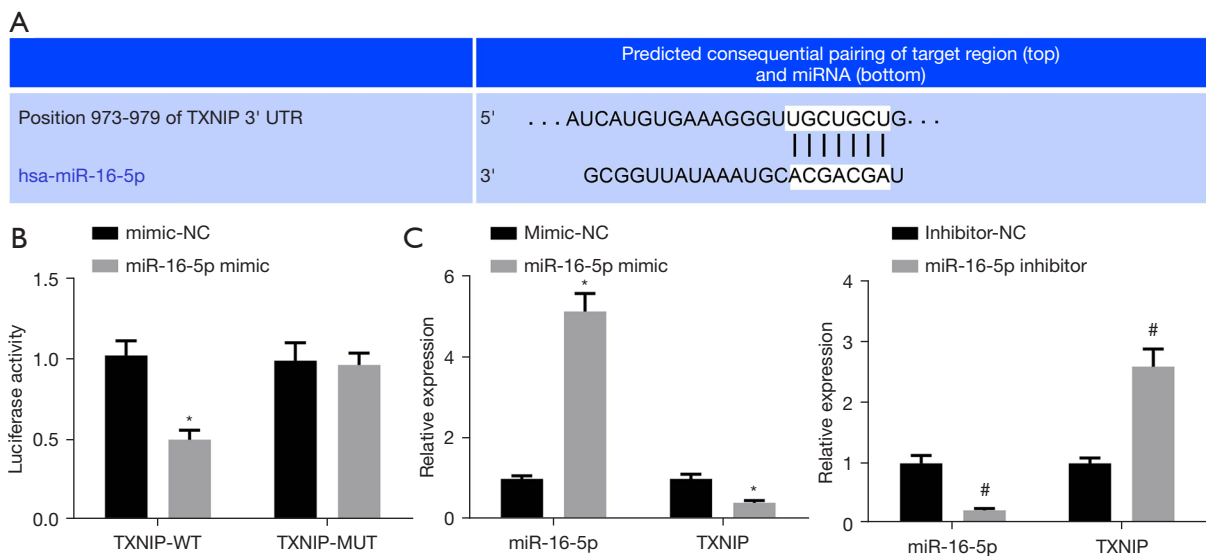 A
Predicted consequential pairing of target region (top)
and miRNA (bottom)
Position 973-979 of TXNIP 3' UTR 5' ...AUCAUGUGAAAGGGUUGCUGCUG...
hsa-miR-16-5p 3' GCGGUUAUAAAUGCACGACGAU
B
mimic-NC
miR-16-5p mimic
Luciferase activity
1.5
1.0
0.5
0.0
*
TXNIP-WT TXNIP-MUT
C
Mimic-NC
miR-16-5p mimic
Relative expression
6
4
2
0
*
*
miR-16-5p TXNIP
Inhibitor-NC
miR-16-5p inhibitor
Relative expression
4
3
2
1
0
#
#
miR-16-5p TXNIP